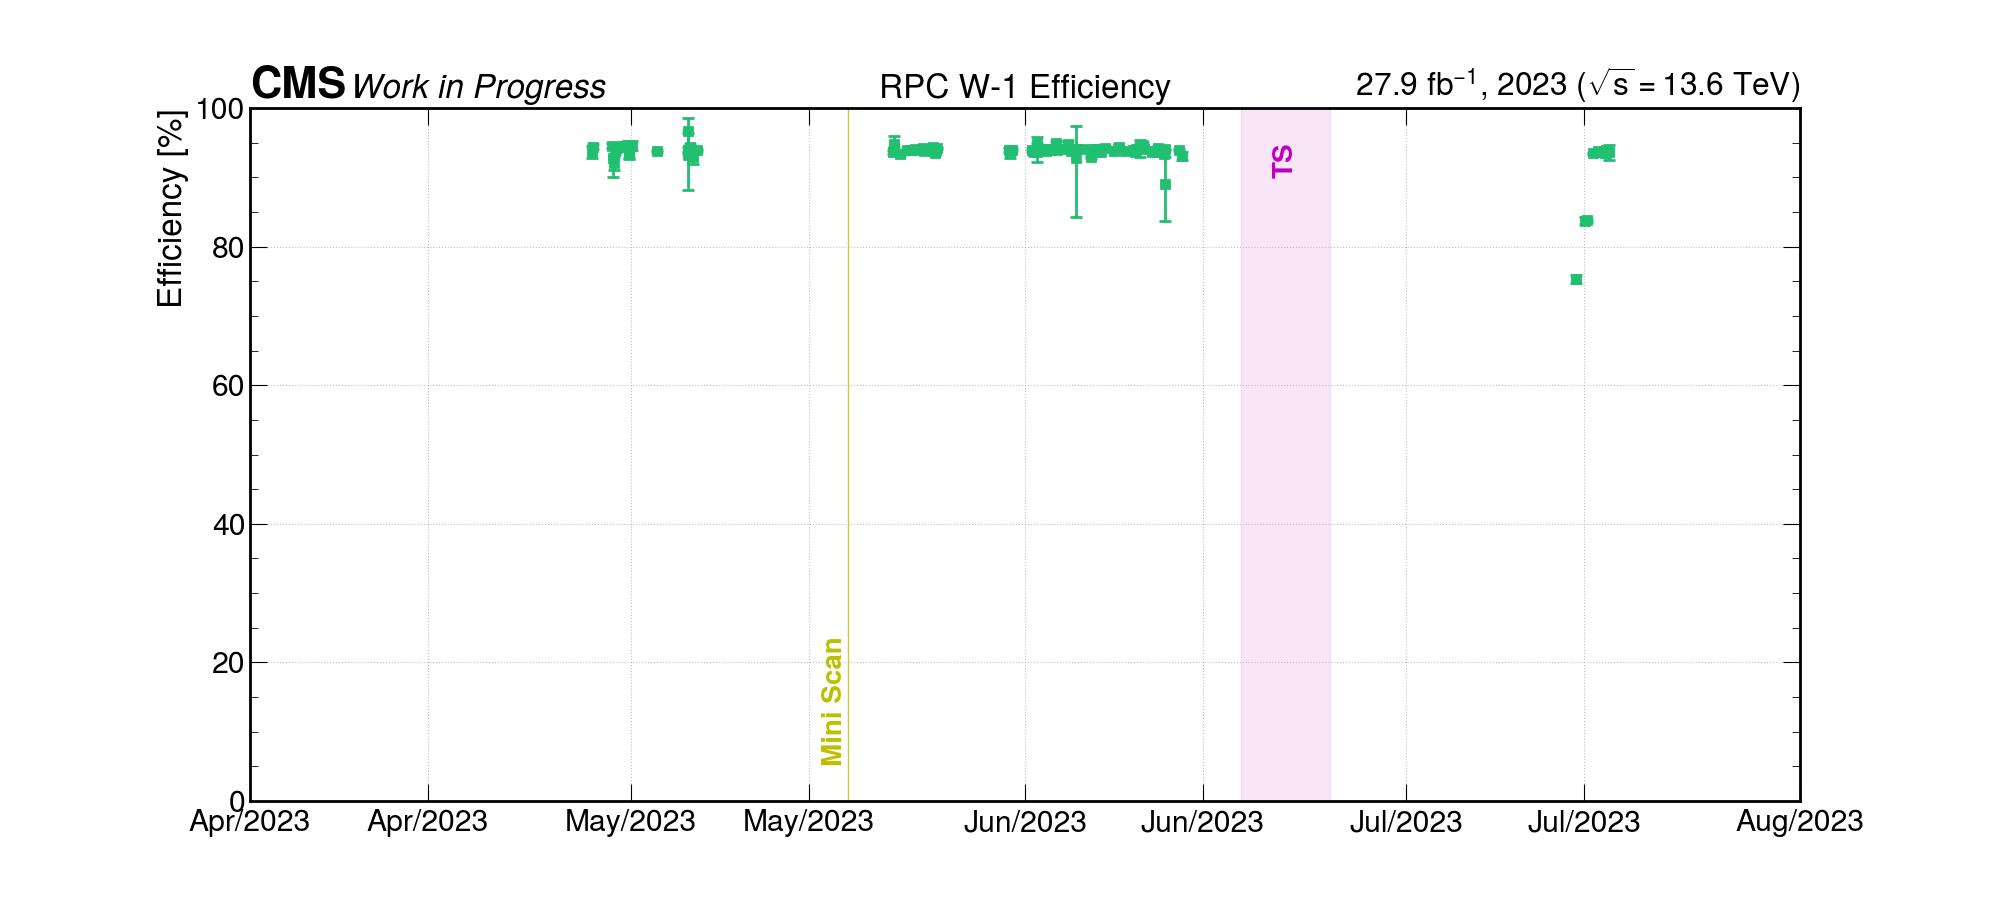 CMS Work in Progress RPC W-1 Efficiency 27.9 fb⁻¹, 2023 (√s = 13.6 TeV)
Efficiency [%]
100
80
60
40
20
0
TS
Mini Scan
Apr/2023 Apr/2023 May/2023 May/2023 Jun/2023 Jun/2023 Jul/2023 Jul/2023 Aug/2023